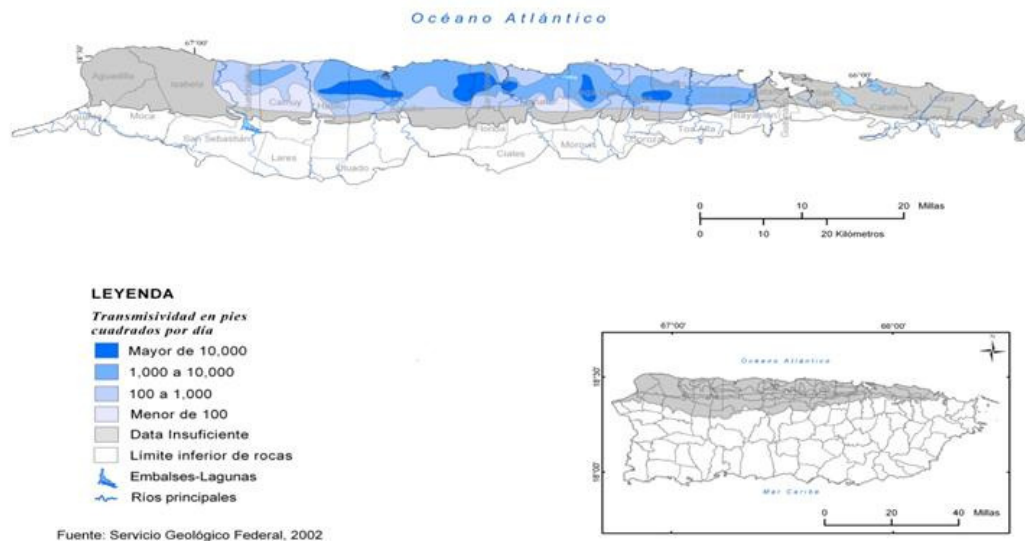 Océano Atlántico
67°00'
66°00'
18°30'
Aguadilla
Isabela
Camuy
Moca
San Sebastián
Lares
Utuado
Florida
Ciales
Morovis
Corozal
Toa Alta
Bayamón
Carolina
0 10 20 Millas
0 10 20 Kilómetros
LEYENDA
Transmisividad en pies
cuadrados por día
Mayor de 10,000
1,000 a 10,000
100 a 1,000
Menor de 100
Data Insuficiente
Límite inferior de rocas
Embalses-Lagunas
Ríos principales
Fuente: Servicio Geológico Federal, 2002
67°00'
66°00'
N
Océano Atlántico
18°30'
18°00'
Mar Caribe
0 20 40 Millas